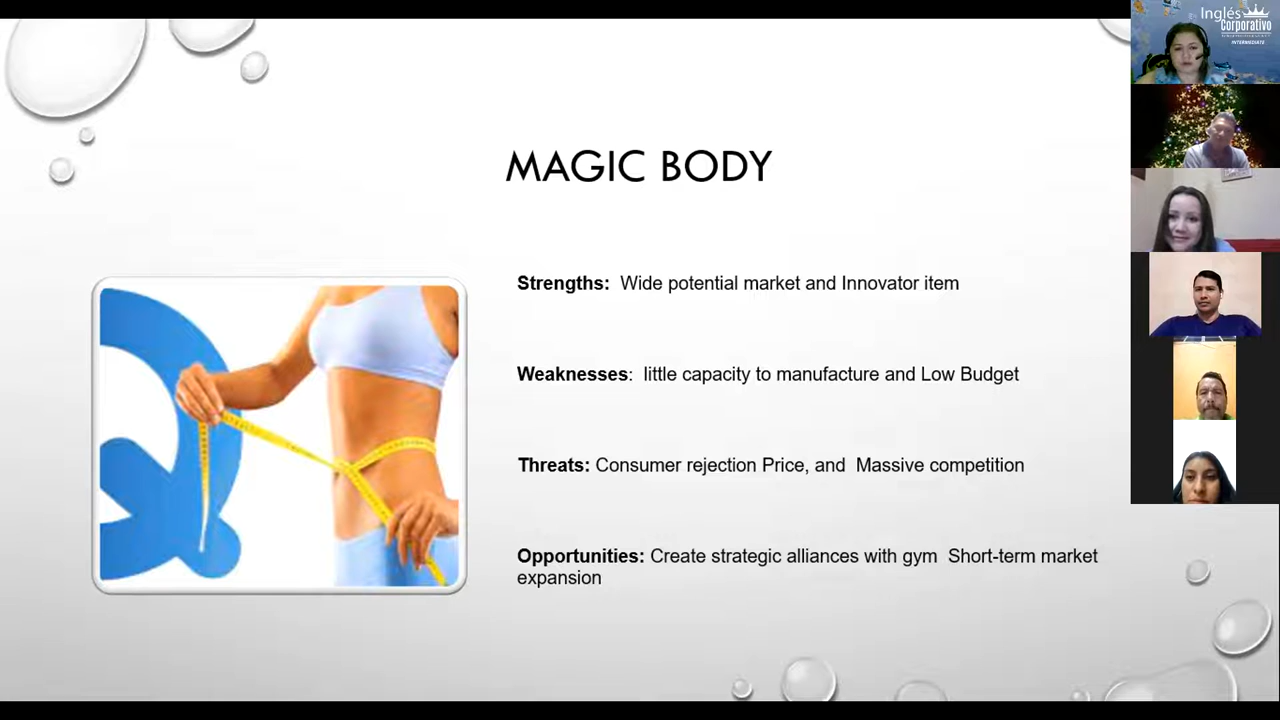 MAGIC BODY
Strengths: Wide potential market and Innovator item
Weaknesses: little capacity to manufacture and Low Budget
Threats: Consumer rejection Price, and Massive competition
Opportunities: Create strategic alliances with gym Short-term market
expansion
Inglés
Corporativo
INTERMEDIATE